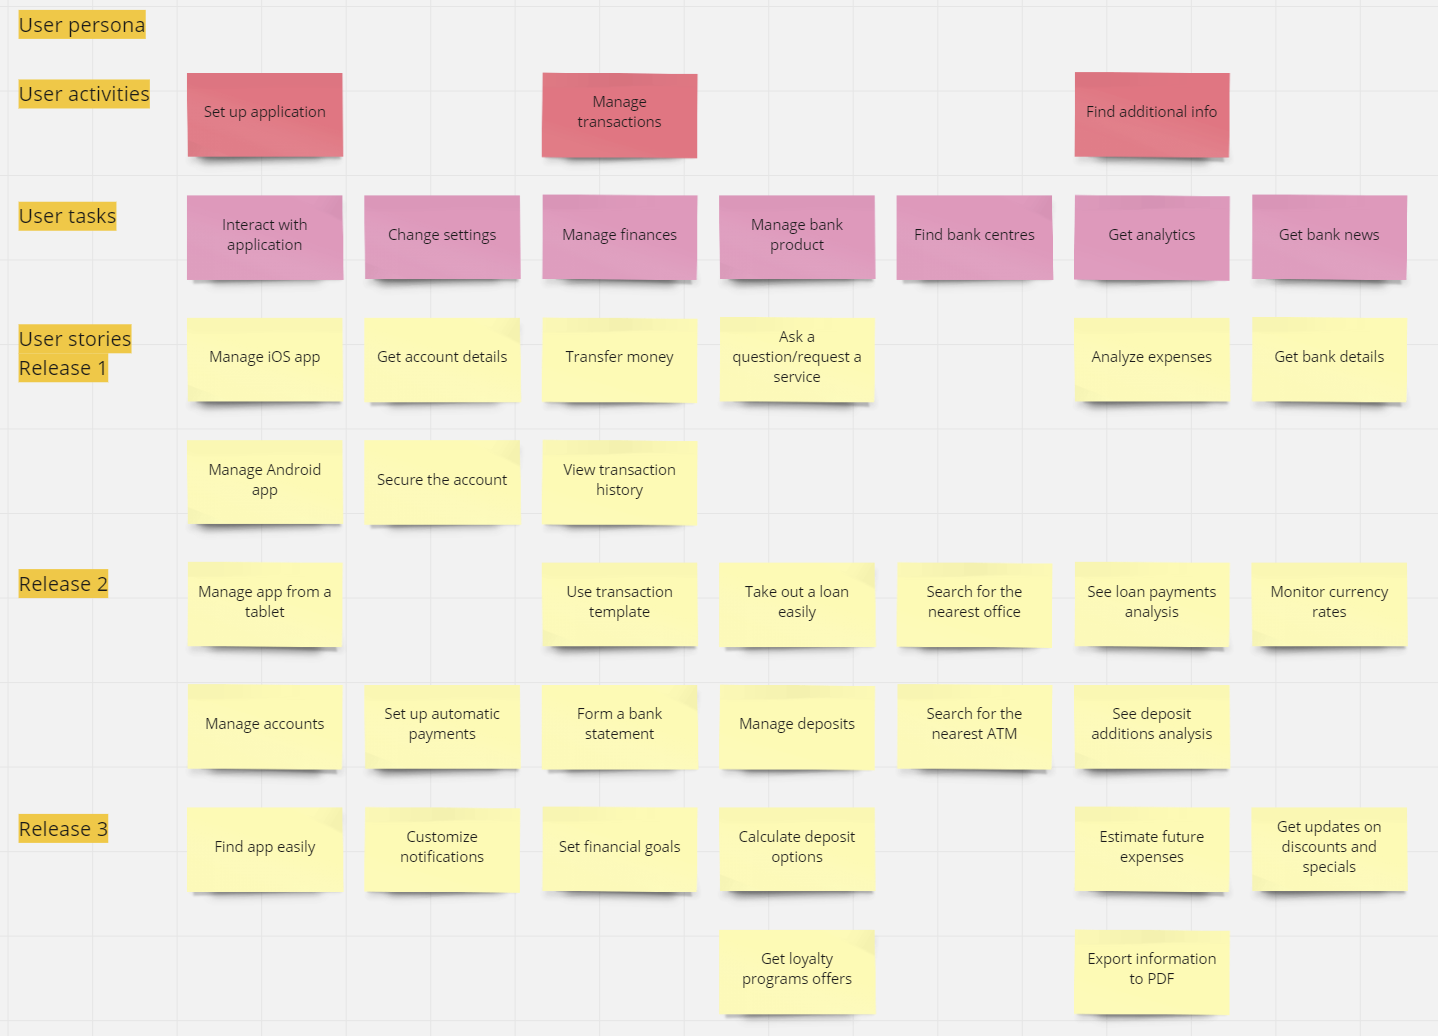 User persona
User activities
Set up application
Manage
transactions
Find additional info
User tasks
Interact with
application
Change settings
Manage finances
Manage bank
product
Find bank centres
Get analytics
Get bank news
User stories
Release 1
Manage iOS app
Get account details
Transfer money
Ask a
question/request a
service
Analyze expenses
Get bank details
Manage Android
app
Secure the account
View transaction
history
Release 2
Manage app from a
tablet
Use transaction
template
Take out a loan
easily
Search for the
nearest office
See loan payments
analysis
Monitor currency
rates
Manage accounts
Set up automatic
payments
Form a bank
statement
Manage deposits
Search for the
nearest ATM
See deposit
additions analysis
Release 3
Find app easily
Customize
notifications
Set financial goals
Calculate deposit
options
Estimate future
expenses
Get updates on
discounts and
specials
Get loyalty
programs offers
Export information
to PDF